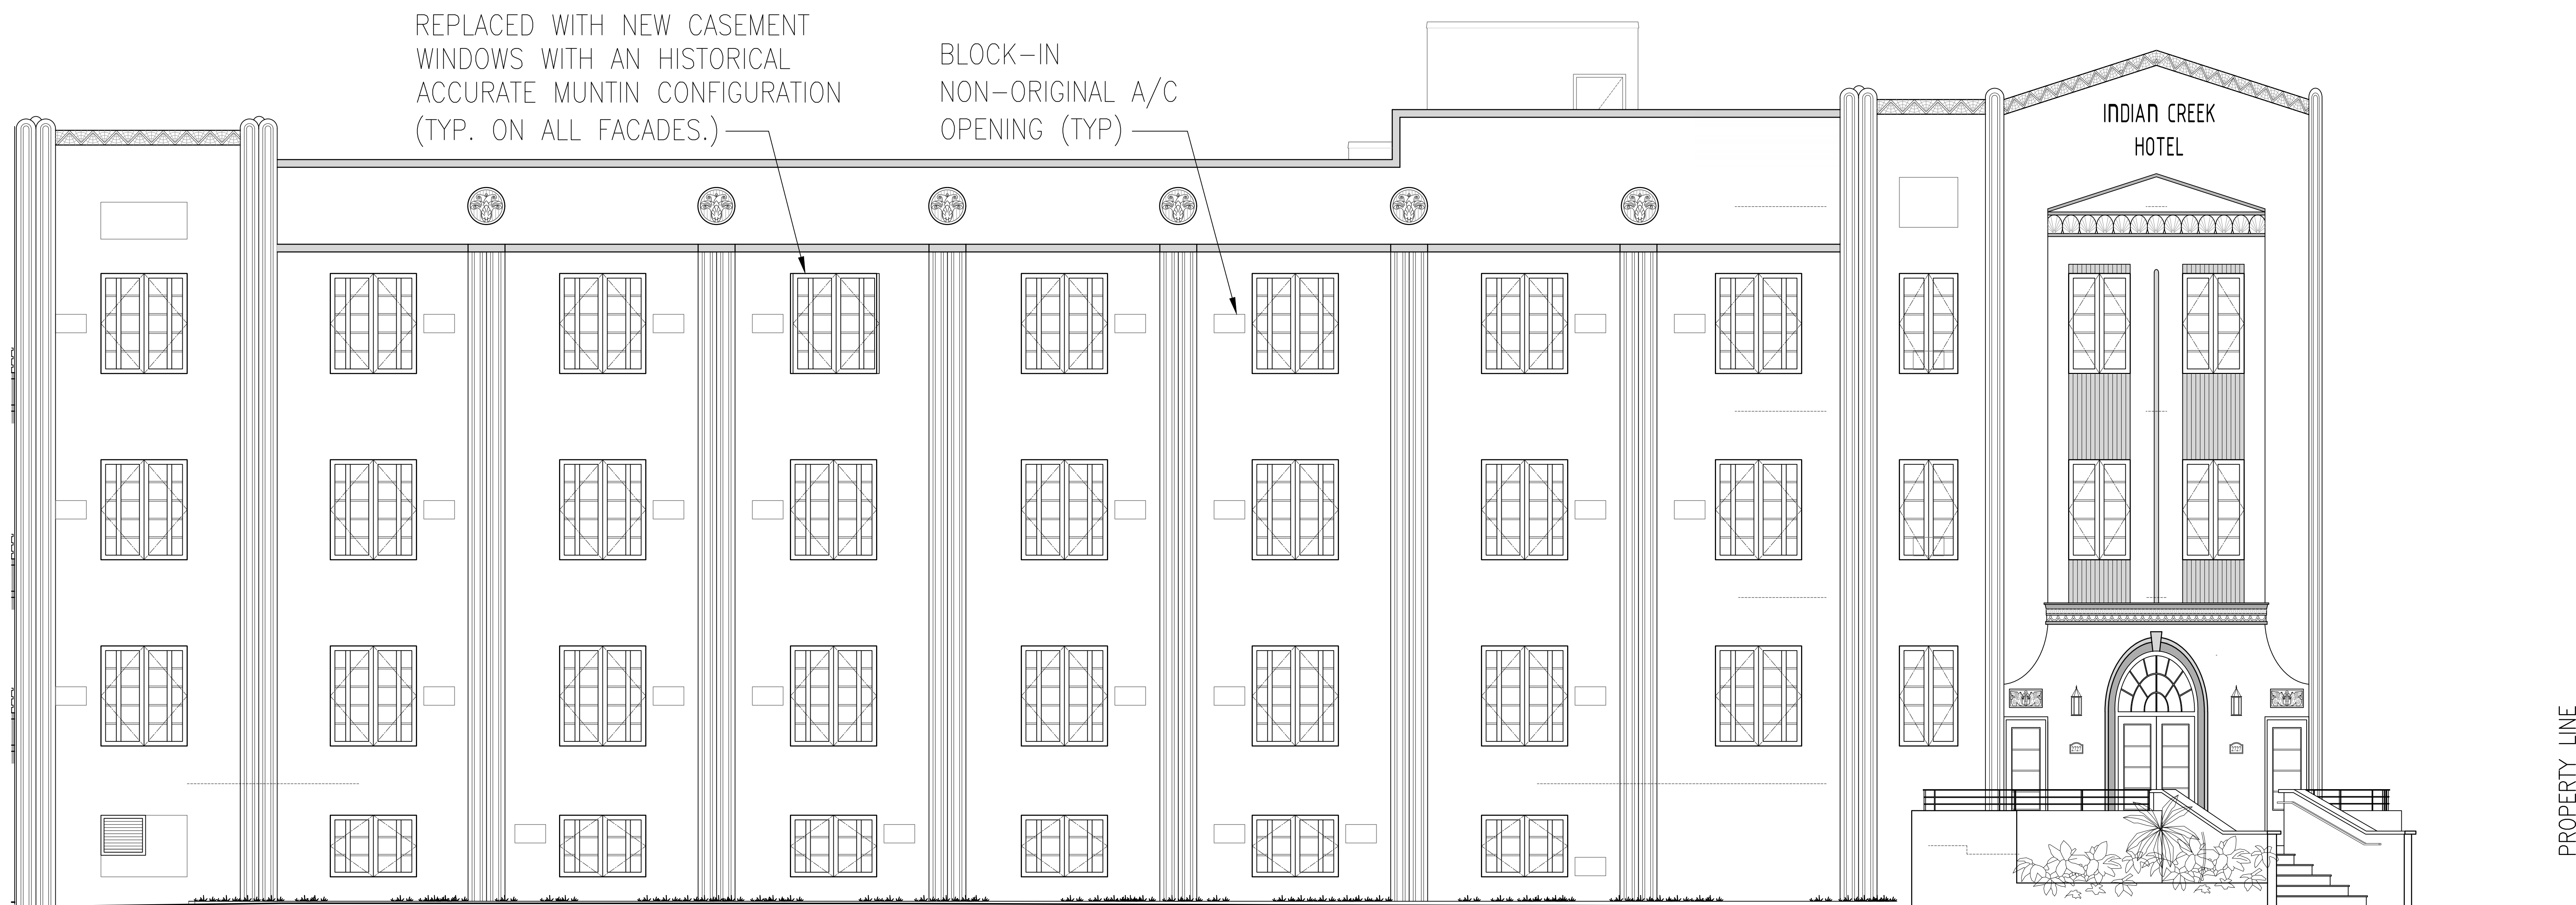 REPLACED WITH NEW CASEMENT
WINDOWS WITH AN HISTORICAL
ACCURATE MUNTIN CONFIGURATION
(TYP. ON ALL FACADES.)
BLOCK-IN
NON-ORIGINAL A/C
OPENING (TYP)
INDIAN CREEK
HOTEL
PROPERTY LINE